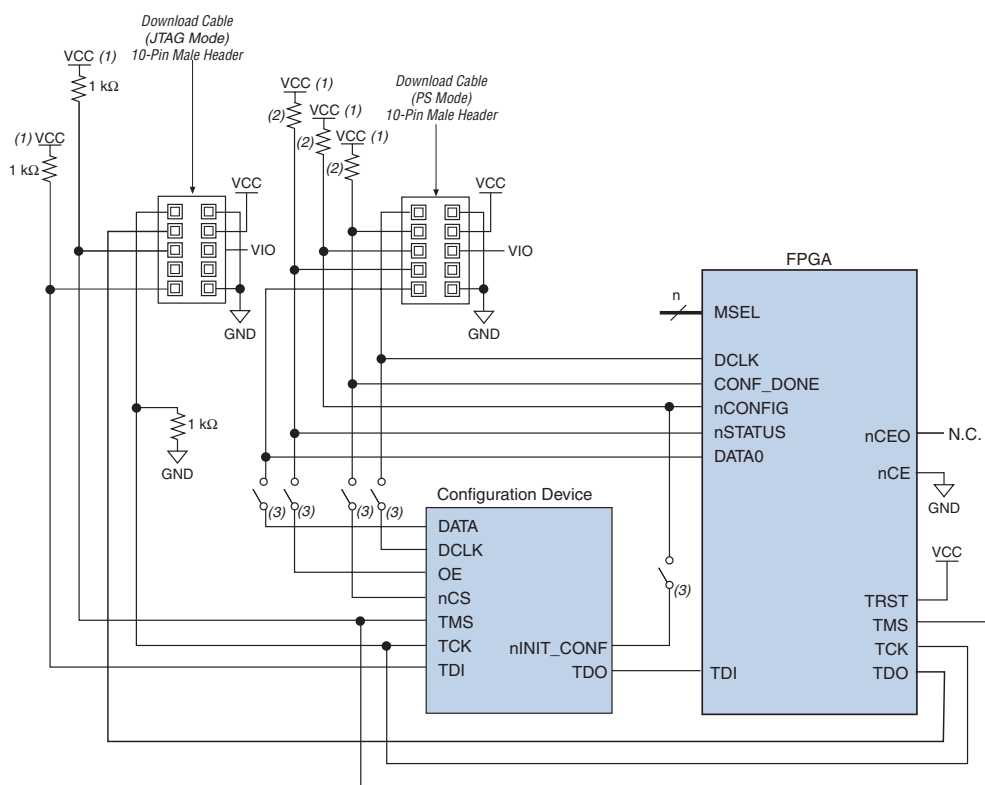 Download Cable
(JTAG Mode)
10-Pin Male Header
VCC (1)
1 kΩ
(1) VCC
1 kΩ
VCC
VIO
GND
1 kΩ
GND
Download Cable
(PS Mode)
10-Pin Male Header
VCC (1)
(2)
VCC (1)
(2)
VCC (1)
(2)
VCC
VIO
GND
(3)
(3)
(3)
(3)
Configuration Device
DATA
DCLK
OE
nCS
TMS
TCK
TDI
nINIT_CONF
TDO
(3)
FPGA
n
MSEL
DCLK
CONF_DONE
nCONFIG
nSTATUS
DATA0
TDI
nCEO
N.C.
nCE
GND
VCC
TRST
TMS
TCK
TDO